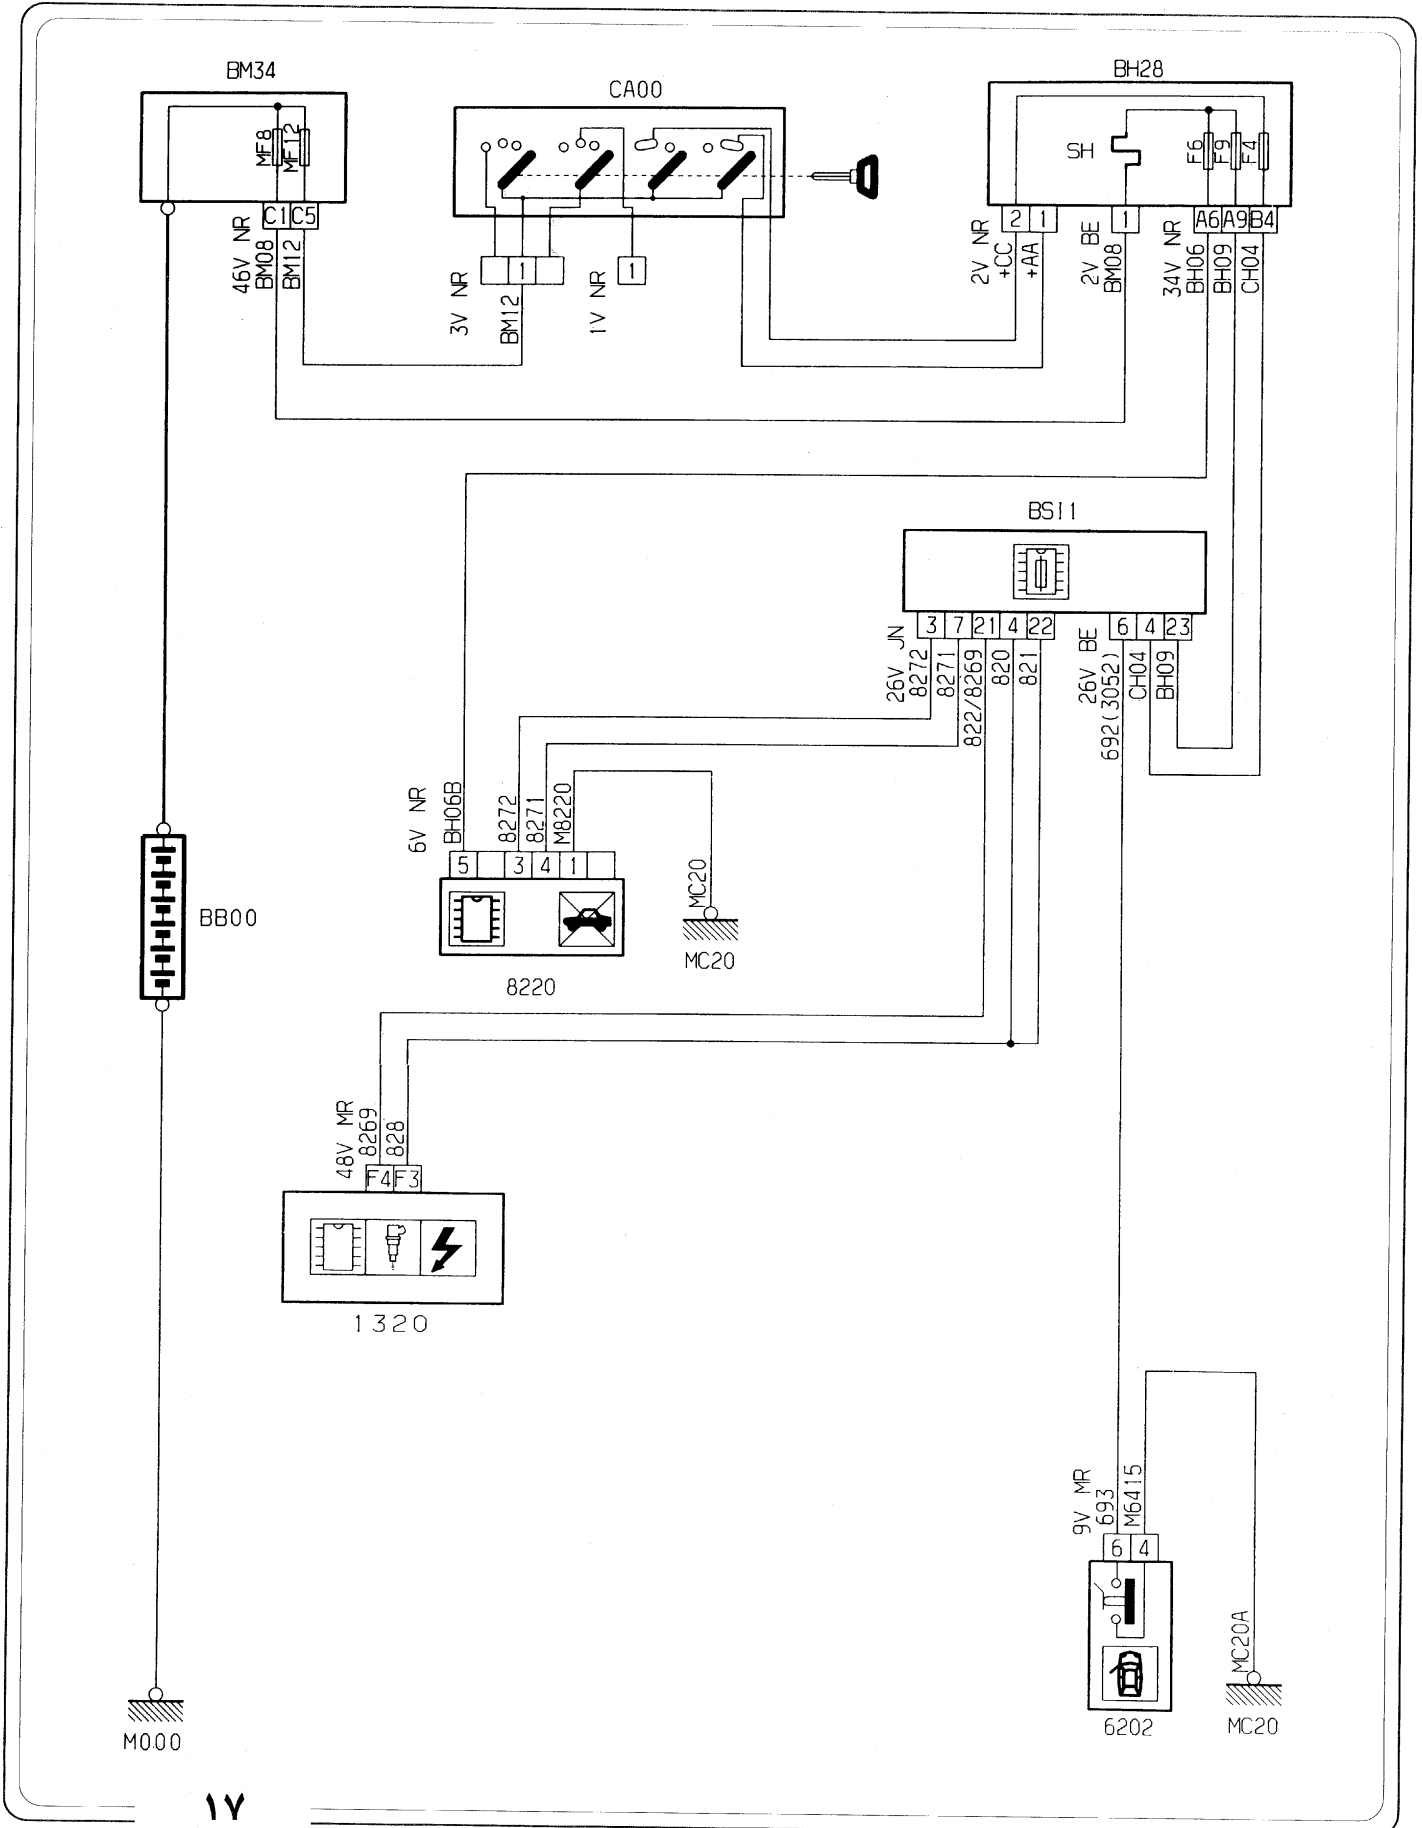 BM34
CA00
BH28
MF8
MF12
SH
F6
F9
F4
C1 C5
2 1
1
A6 A9 B4
46V NR
BM08
BM12
3V NR
1
BM12
1V NR
1
2V NR
+CC
+AA
2V BE
BM08
34V NR
BH06
BH09
CH04
BSI1
3 7 21 4 22
6 4 23
26V JN
8272
8271
822/8269
820
821
26V BE
692(3052)
CH04
BH09
6V NR
BH06B
8272
8271
M8220
5 3 4 1
MC20
MC20
8220
BB00
48V MR
8269
828
F4 F3
1320
9V MR
693
M6415
6 4
MC20A
6202
MC20
M000
۱۷